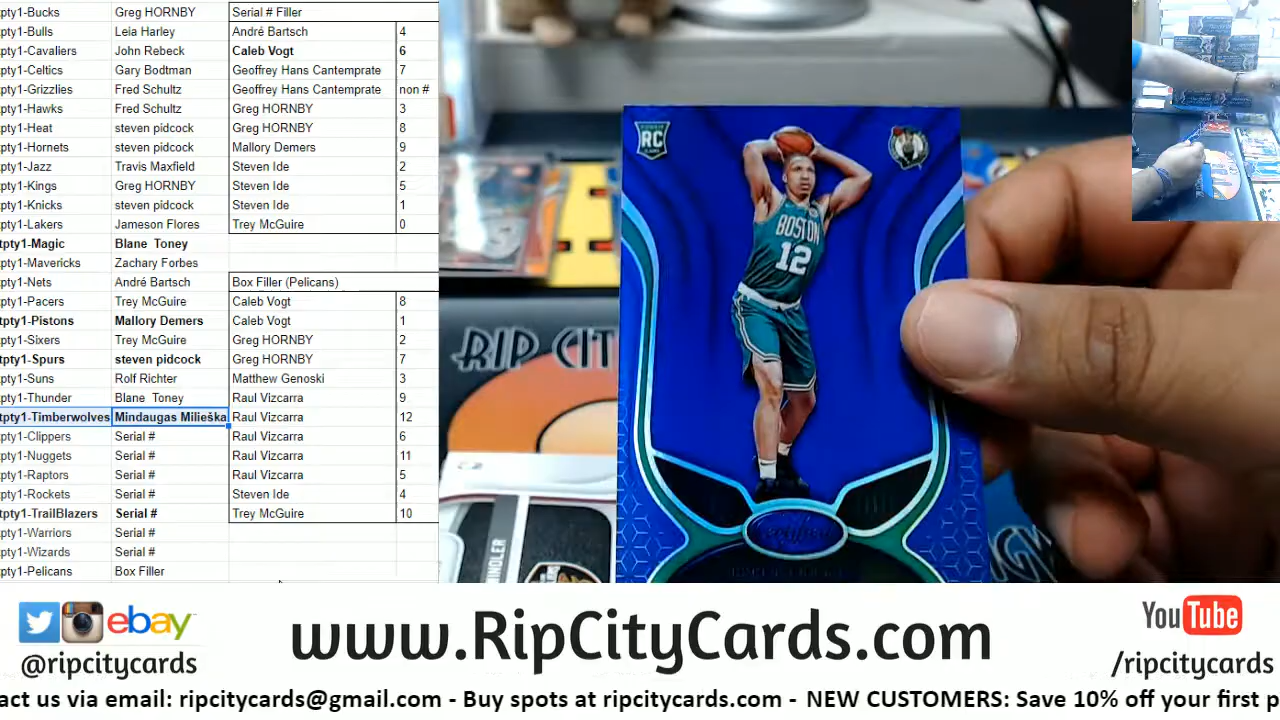 pty1-Bucks Greg HORNBY Serial # Filler
pty1-Bulls Leia Harley André Bartsch 4
pty1-Cavaliers John Rebeck Caleb Vogt 6
pty1-Celtics Gary Bodtman Geoffrey Hans Cantemprate 7
pty1-Grizzlies Fred Schultz Geoffrey Hans Cantemprate non #
pty1-Hawks Fred Schultz Greg HORNBY 3
pty1-Heat steven pidcock Greg HORNBY 8
pty1-Hornets steven pidcock Mallory Demers 9
pty1-Jazz Travis Maxfield Steven Ide 2
pty1-Kings Greg HORNBY Steven Ide 5
pty1-Knicks steven pidcock Steven Ide 1
pty1-Lakers Jameson Flores Trey McGuire 0
tpty1-Magic Blane Toney
pty1-Mavericks Zachary Forbes
pty1-Nets André Bartsch Box Filler (Pelicans)
pty1-Pacers Trey McGuire Caleb Vogt 8
tpty1-Pistons Mallory Demers Caleb Vogt 1
pty1-Sixers Trey McGuire Greg HORNBY 2
tpty1-Spurs steven pidcock Greg HORNBY 7
pty1-Suns Rolf Richter Matthew Genoski 3
pty1-Thunder Blane Toney Raul Vizcarra 9
tpty1-Timberwolves Mindaugas Milieška Raul Vizcarra 12
pty1-Clippers Serial # Raul Vizcarra 6
pty1-Nuggets Serial # Raul Vizcarra 11
pty1-Raptors Serial # Raul Vizcarra 5
pty1-Rockets Serial # Steven Ide 4
tpty1-TrailBlazers Serial # Trey McGuire 10
pty1-Warriors Serial #
pty1-Wizards Serial #
pty1-Pelicans Box Filler
RC
BOSTON
12
Certified
RIP CIT
INDLER
ebay
@ripcitycards
www.RipCityCards.com
YouTube
/ripcitycards
act us via email: ripcitycards@gmail.com - Buy spots at ripcitycards.com - NEW CUSTOMERS: Save 10% off your first p